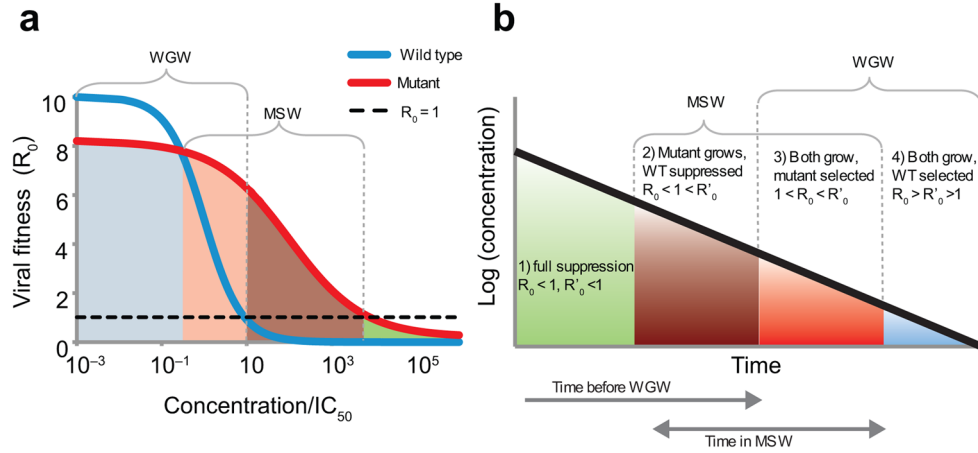 a
WGW
MSW
Wild type
Mutant
R₀ = 1
Viral fitness (R₀)
10
8
6
4
2
0
10⁻³
10⁻¹
10
10³
10⁵
Concentration/IC₅₀
b
WGW
MSW
Log (concentration)
1) full suppression
R₀ < 1, R'₀ <1
2) Mutant grows,
WT suppressed
R₀ < 1 < R'₀
3) Both grow,
mutant selected
1 < R₀ < R'₀
4) Both grow,
WT selected
R₀ > R'₀ >1
Time
Time before WGW
Time in MSW